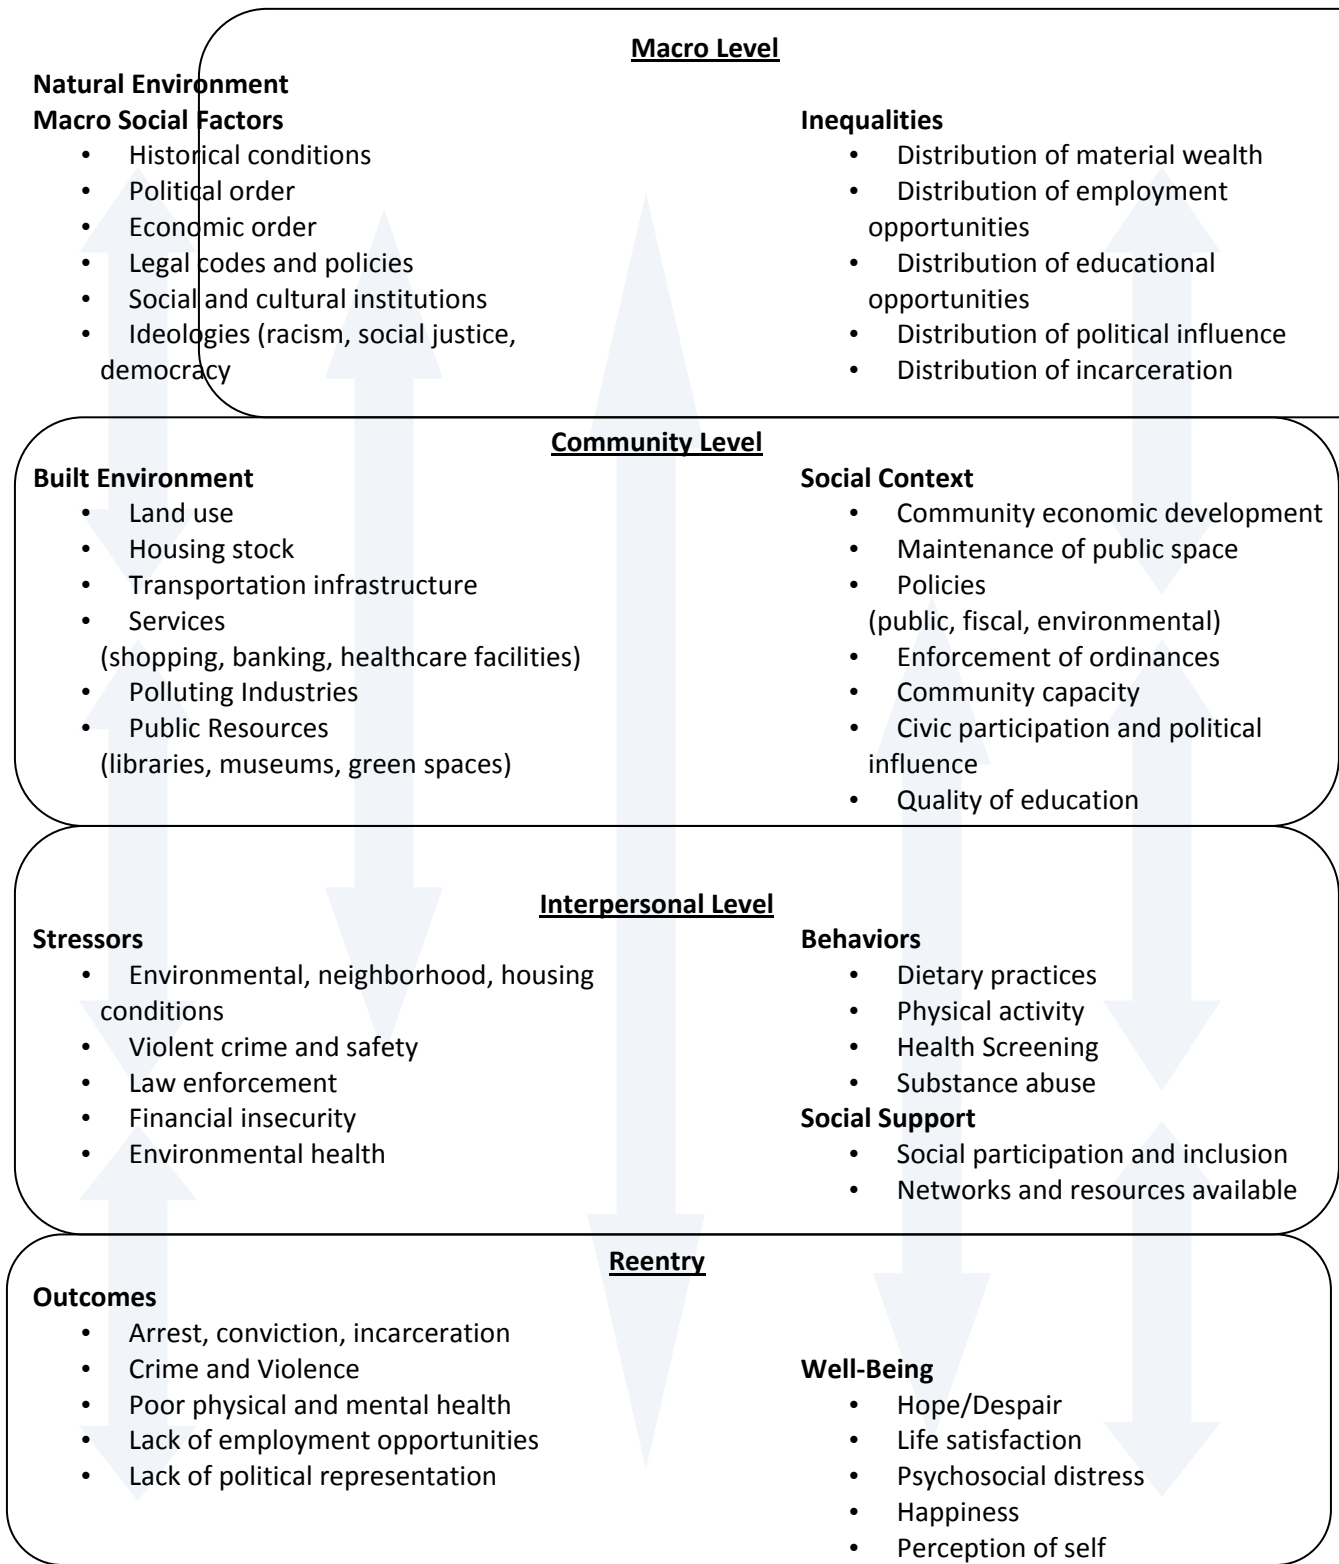 Macro Level
Natural Environment
Macro Social Factors
• Historical conditions
• Political order
• Economic order
• Legal codes and policies
• Social and cultural institutions
• Ideologies (racism, social justice,
democracy
Inequalities
• Distribution of material wealth
• Distribution of employment
opportunities
• Distribution of educational
opportunities
• Distribution of political influence
• Distribution of incarceration
Community Level
Built Environment
• Land use
• Housing stock
• Transportation infrastructure
• Services
(shopping, banking, healthcare facilities)
• Polluting Industries
• Public Resources
(libraries, museums, green spaces)
Social Context
• Community economic development
• Maintenance of public space
• Policies
(public, fiscal, environmental)
• Enforcement of ordinances
• Community capacity
• Civic participation and political
influence
• Quality of education
Interpersonal Level
Stressors
• Environmental, neighborhood, housing
conditions
• Violent crime and safety
• Law enforcement
• Financial insecurity
• Environmental health
Behaviors
• Dietary practices
• Physical activity
• Health Screening
• Substance abuse
Social Support
• Social participation and inclusion
• Networks and resources available
Reentry
Outcomes
• Arrest, conviction, incarceration
• Crime and Violence
• Poor physical and mental health
• Lack of employment opportunities
• Lack of political representation
Well-Being
• Hope/Despair
• Life satisfaction
• Psychosocial distress
• Happiness
• Perception of self